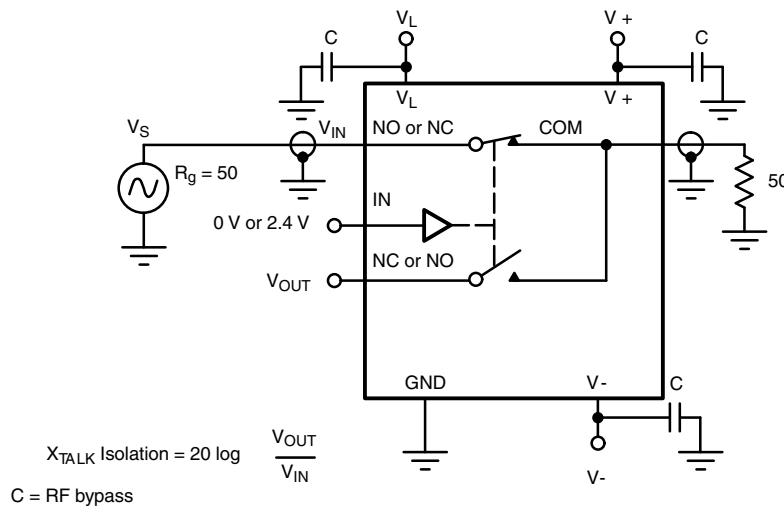 V_L V +
C C
V_L V +
V_S V_IN NO or NC COM
R_g = 50 50
IN
0 V or 2.4 V
NC or NO
V_OUT
GND V- C
X_TALK Isolation = 20 log V_OUT
V_IN
V-
C = RF bypass